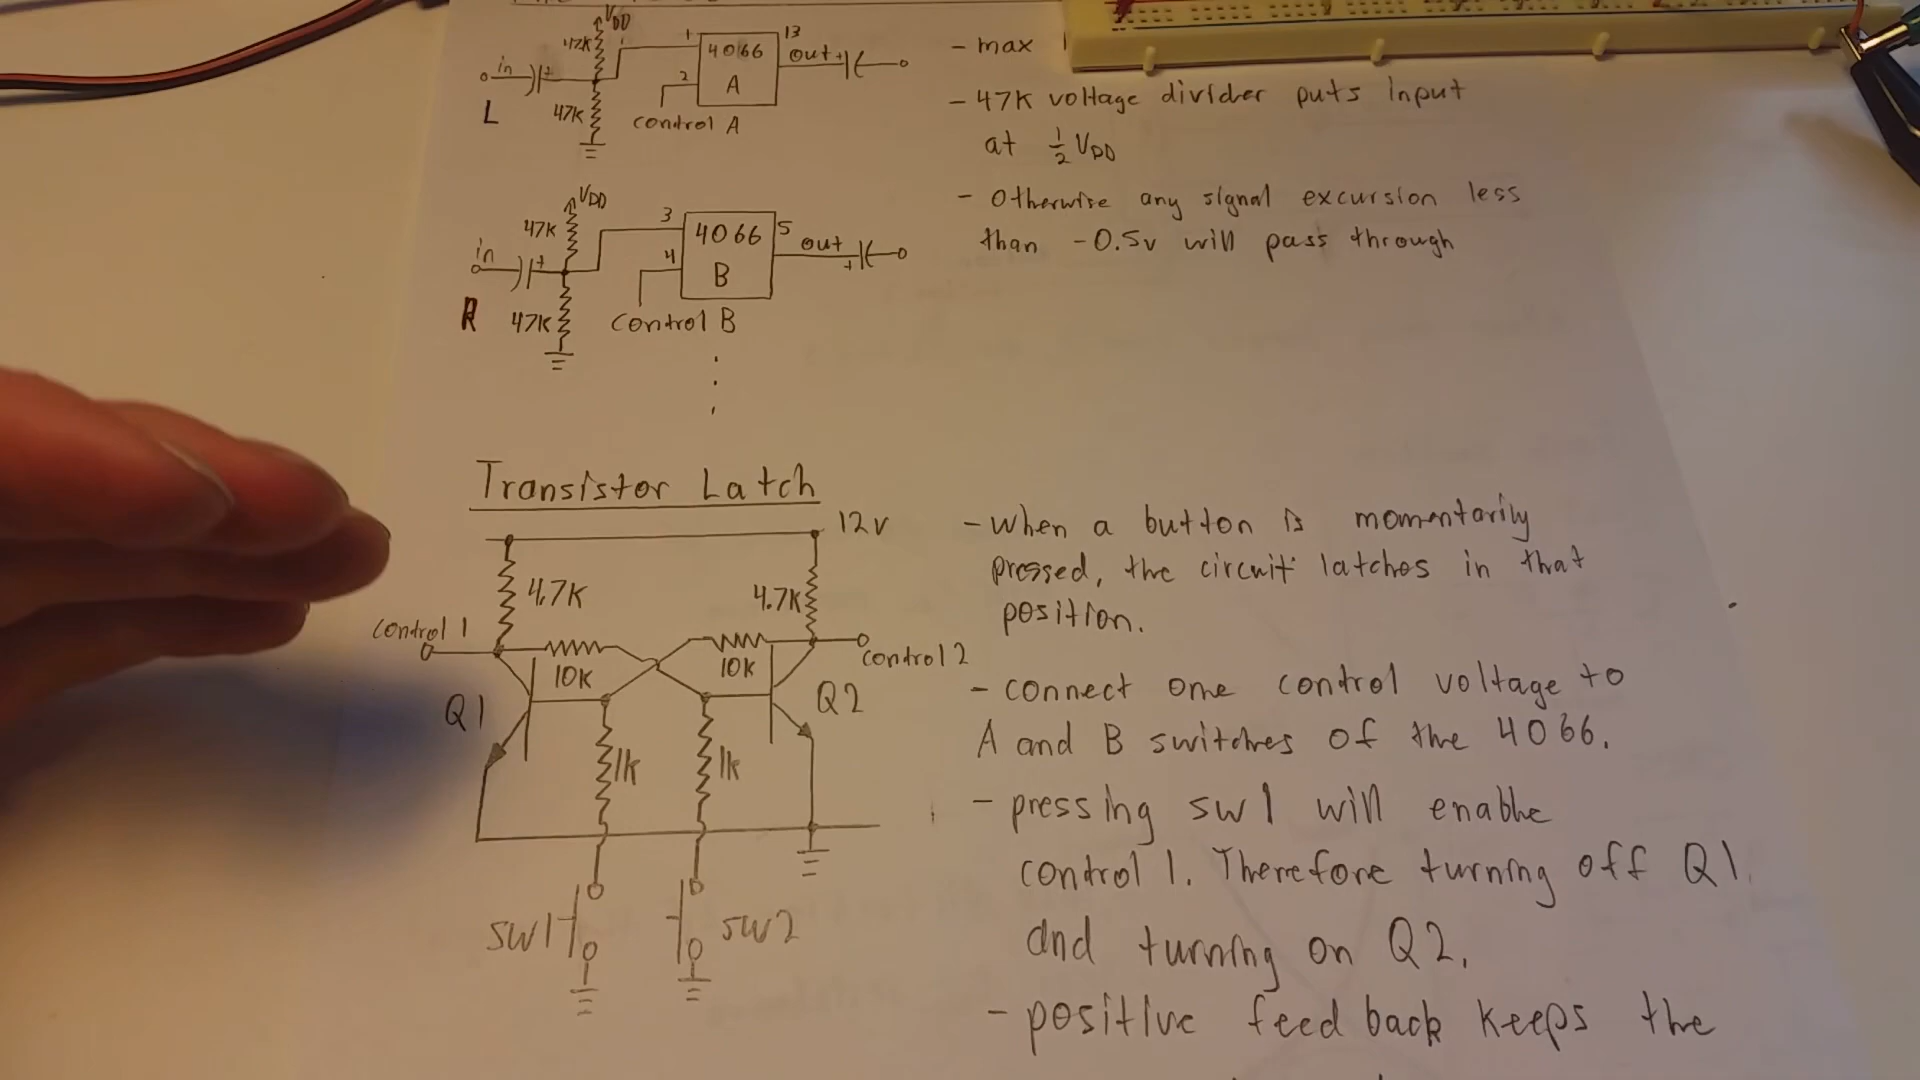 VDD
47K
in
+
L
47K
1
2
4066
A
13
out
+
control A
- max
- 47K voltage divider puts input
at 1/2 VDD
- Otherwise any signal excursion less
than -0.5v will pass through
VDD
47K
in
+
R
47K
3
4
4066
B
5
out
+
control B
Transistor Latch
12V
4.7K
4.7K
control 1
10K
10K
control 2
Q1
Q2
1k
1k
SW1
SW2
- when a button is momentarily
pressed, the circuit latches in that
position.
- connect one control voltage to
A and B switches of the 4066.
- pressing sw1 will enable
control 1. Therefore turning off Q1
and turning on Q2.
- positive feedback keeps the